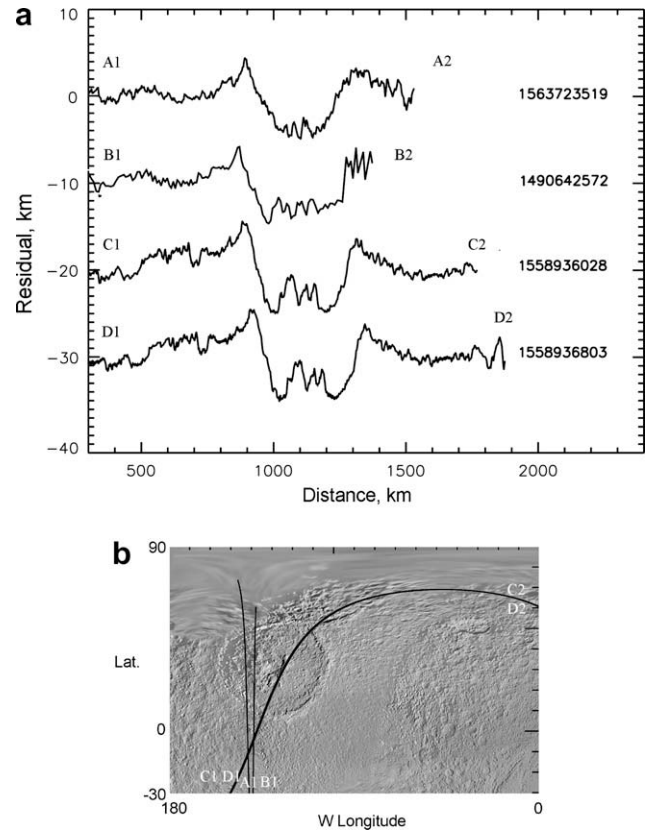 a
10
0
−10
−20
−30
−40
Residual, km
A1 A2 1563723519
B1 B2 1490642572
C1 C2 1558936028
D1 D2 1558936803
500 1000 1500 2000
Distance, km
b
90
Lat.
0
-30
C2
D2
C1 D1 A1 B1
180 0
W Longitude